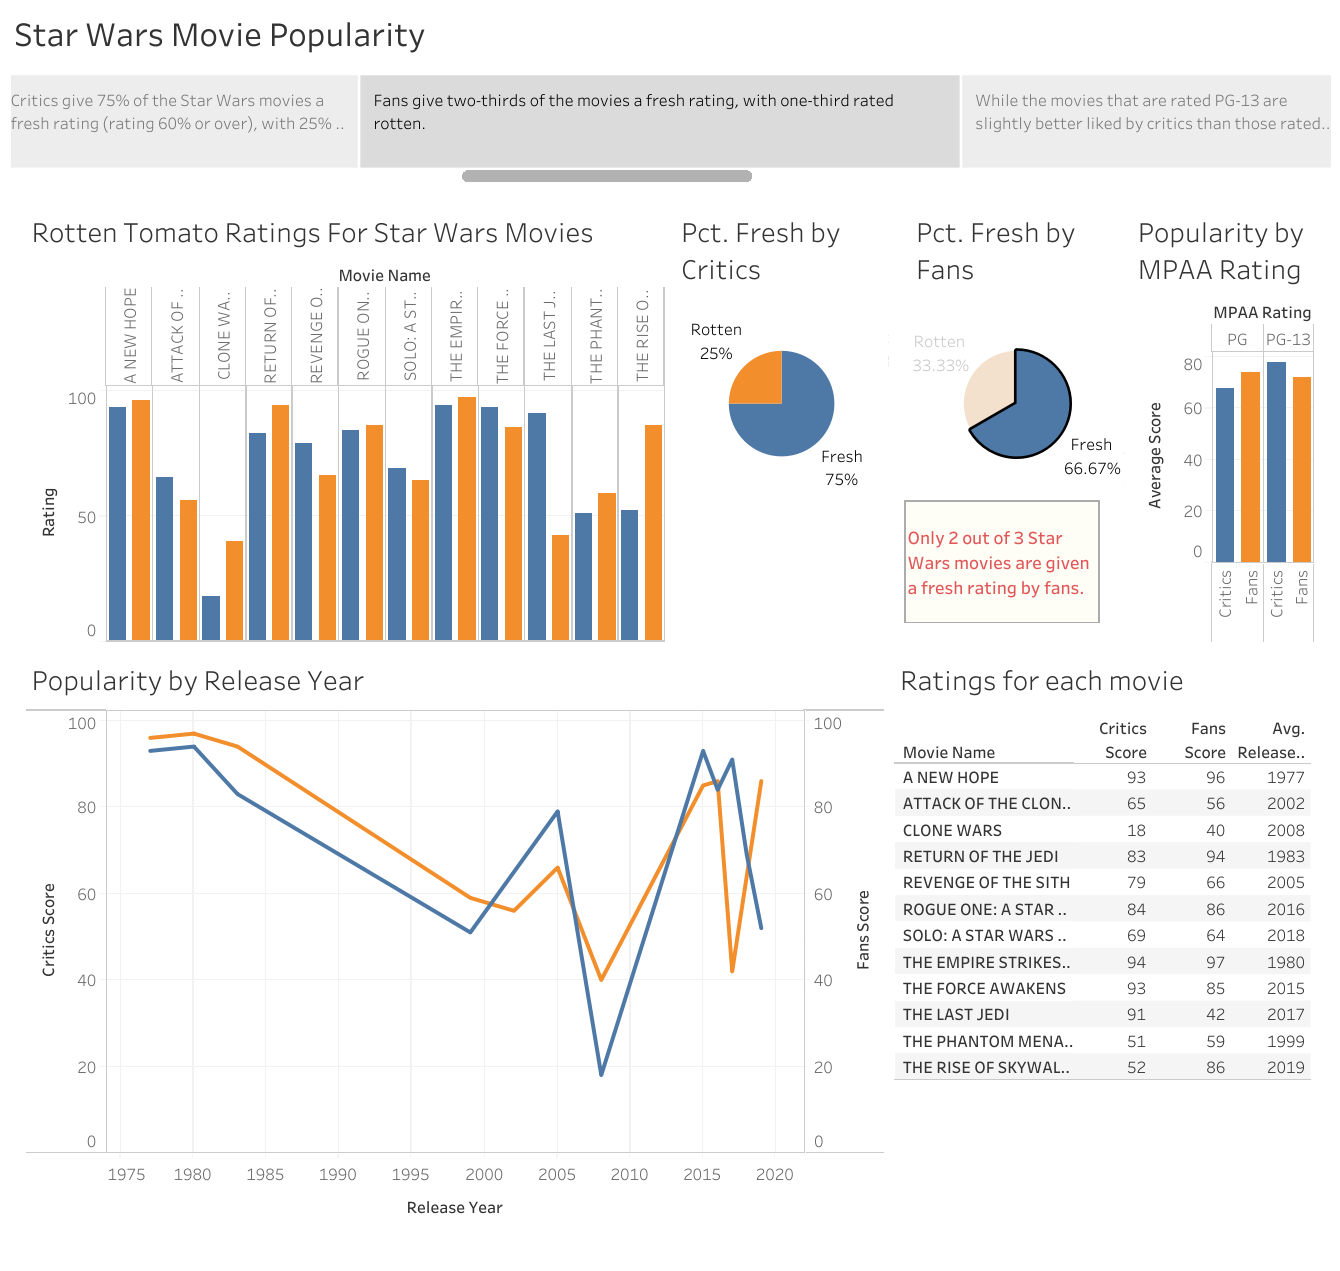 Star Wars Movie Popularity
Critics give 75% of the Star Wars movies a
fresh rating (rating 60% or over), with 25% ..
Fans give two-thirds of the movies a fresh rating, with one-third rated
rotten.
While the movies that are rated PG-13 are
slightly better liked by critics than those rated..
Rotten Tomato Ratings For Star Wars Movies
Movie Name
A NEW HOPE
ATTACK OF ..
CLONE WA..
RETURN OF..
REVENGE O..
ROGUE ON..
SOLO: A ST..
THE EMPIR..
THE FORCE ..
THE LAST J..
THE PHANT..
THE RISE O..
Rating
100
50
0
Pct. Fresh by
Critics
Rotten
25%
Fresh
75%
Pct. Fresh by
Fans
Rotten
33.33%
Fresh
66.67%
Only 2 out of 3 Star
Wars movies are given
a fresh rating by fans.
Popularity by
MPAA Rating
MPAA Rating
PG PG-13
Average Score
80
60
40
20
0
Critics
Fans
Critics
Fans
Popularity by Release Year
Critics Score
100
80
60
40
20
0
100
80
60
40
20
0
Fans Score
1975 1980 1985 1990 1995 2000 2005 2010 2015 2020
Release Year
Ratings for each movie
Critics Fans Avg.
Movie Name Score Score Release..
A NEW HOPE 93 96 1977
ATTACK OF THE CLON.. 65 56 2002
CLONE WARS 18 40 2008
RETURN OF THE JEDI 83 94 1983
REVENGE OF THE SITH 79 66 2005
ROGUE ONE: A STAR .. 84 86 2016
SOLO: A STAR WARS .. 69 64 2018
THE EMPIRE STRIKES.. 94 97 1980
THE FORCE AWAKENS 93 85 2015
THE LAST JEDI 91 42 2017
THE PHANTOM MENA.. 51 59 1999
THE RISE OF SKYWAL.. 52 86 2019